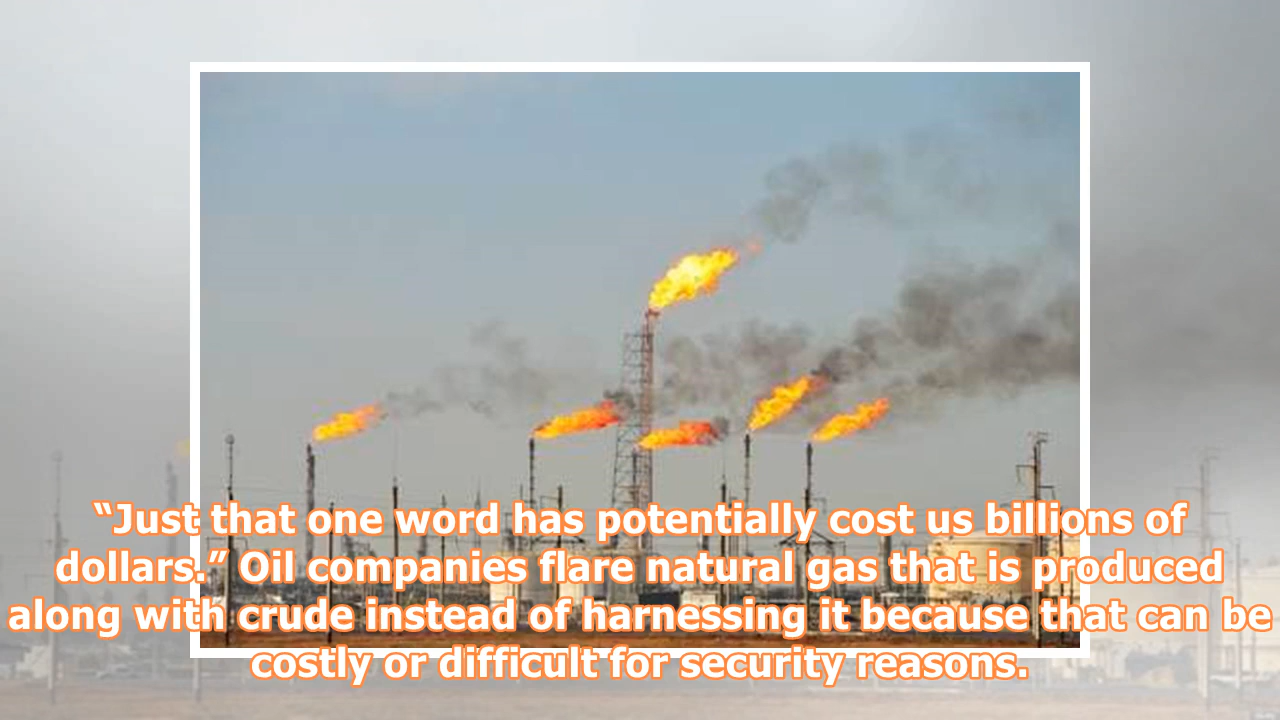 “Just that one word has potentially cost us billions of
dollars.” Oil companies flare natural gas that is produced
along with crude instead of harnessing it because that can be
costly or difficult for security reasons.